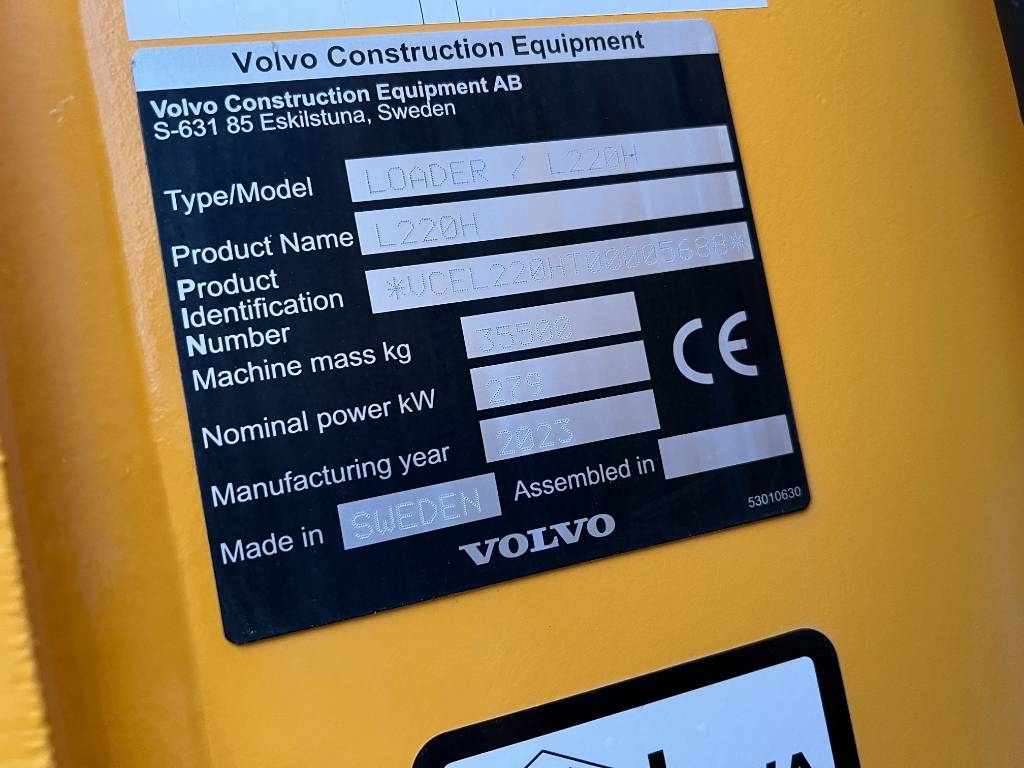 Volvo Construction Equipment
Volvo Construction Equipment AB
S-631 85 Eskilstuna, Sweden
Type/Model LOADER / L220H
Product Name L220H
Product
Identification
Number *VCEL220HT00005688*
Machine mass kg 35500
Nominal power kW 279
Manufacturing year 2023
CE
Made in SWEDEN Assembled in
53010630
VOLVO